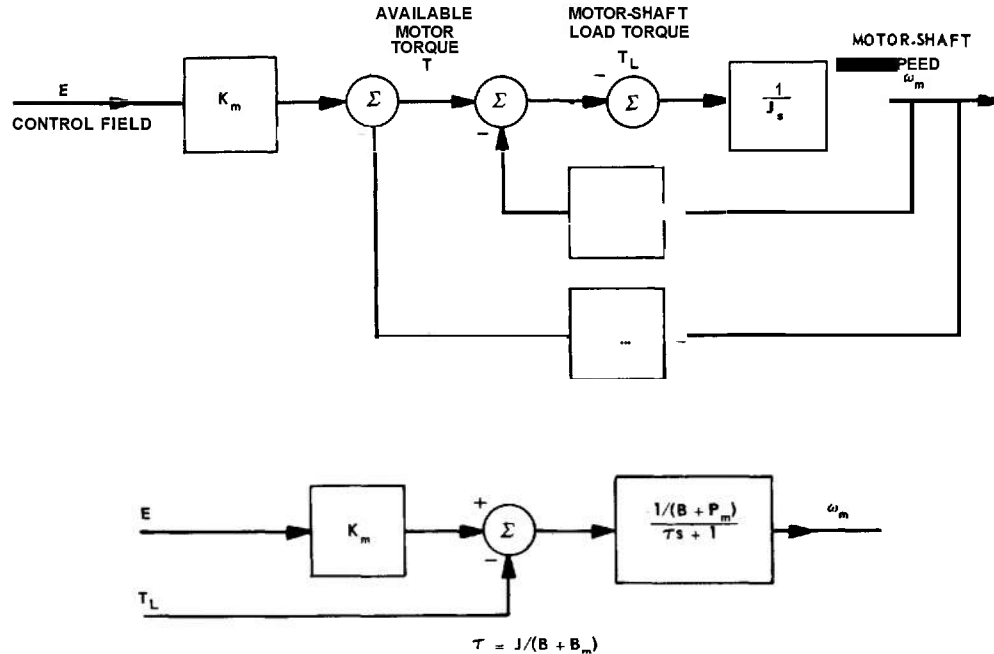 AVAILABLE
MOTOR
TORQUE
T
MOTOR-SHAFT
LOAD TORQUE
T_L
MOTOR-SHAFT
PEED
ω_m
E
CONTROL FIELD
K_m
Σ
Σ
Σ
−
−
−
1
J_s
...
E
K_m
+
Σ
−
1/(B + P_m)
τs + 1
ω_m
T_L
τ = J/(B + B_m)